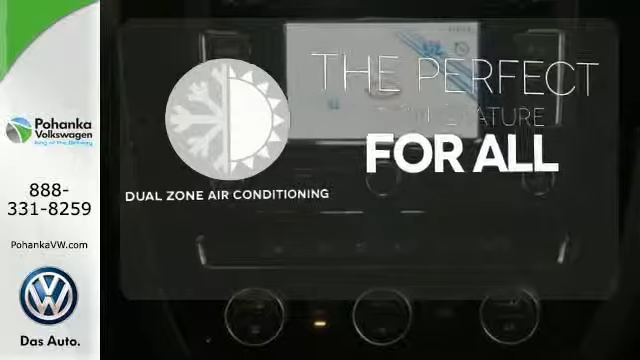 Pohanka
Volkswagen
888-
331-8259
PohankaVW.com
Das Auto.
THE PERFECT
FOR ALL
DUAL ZONE AIR CONDITIONING